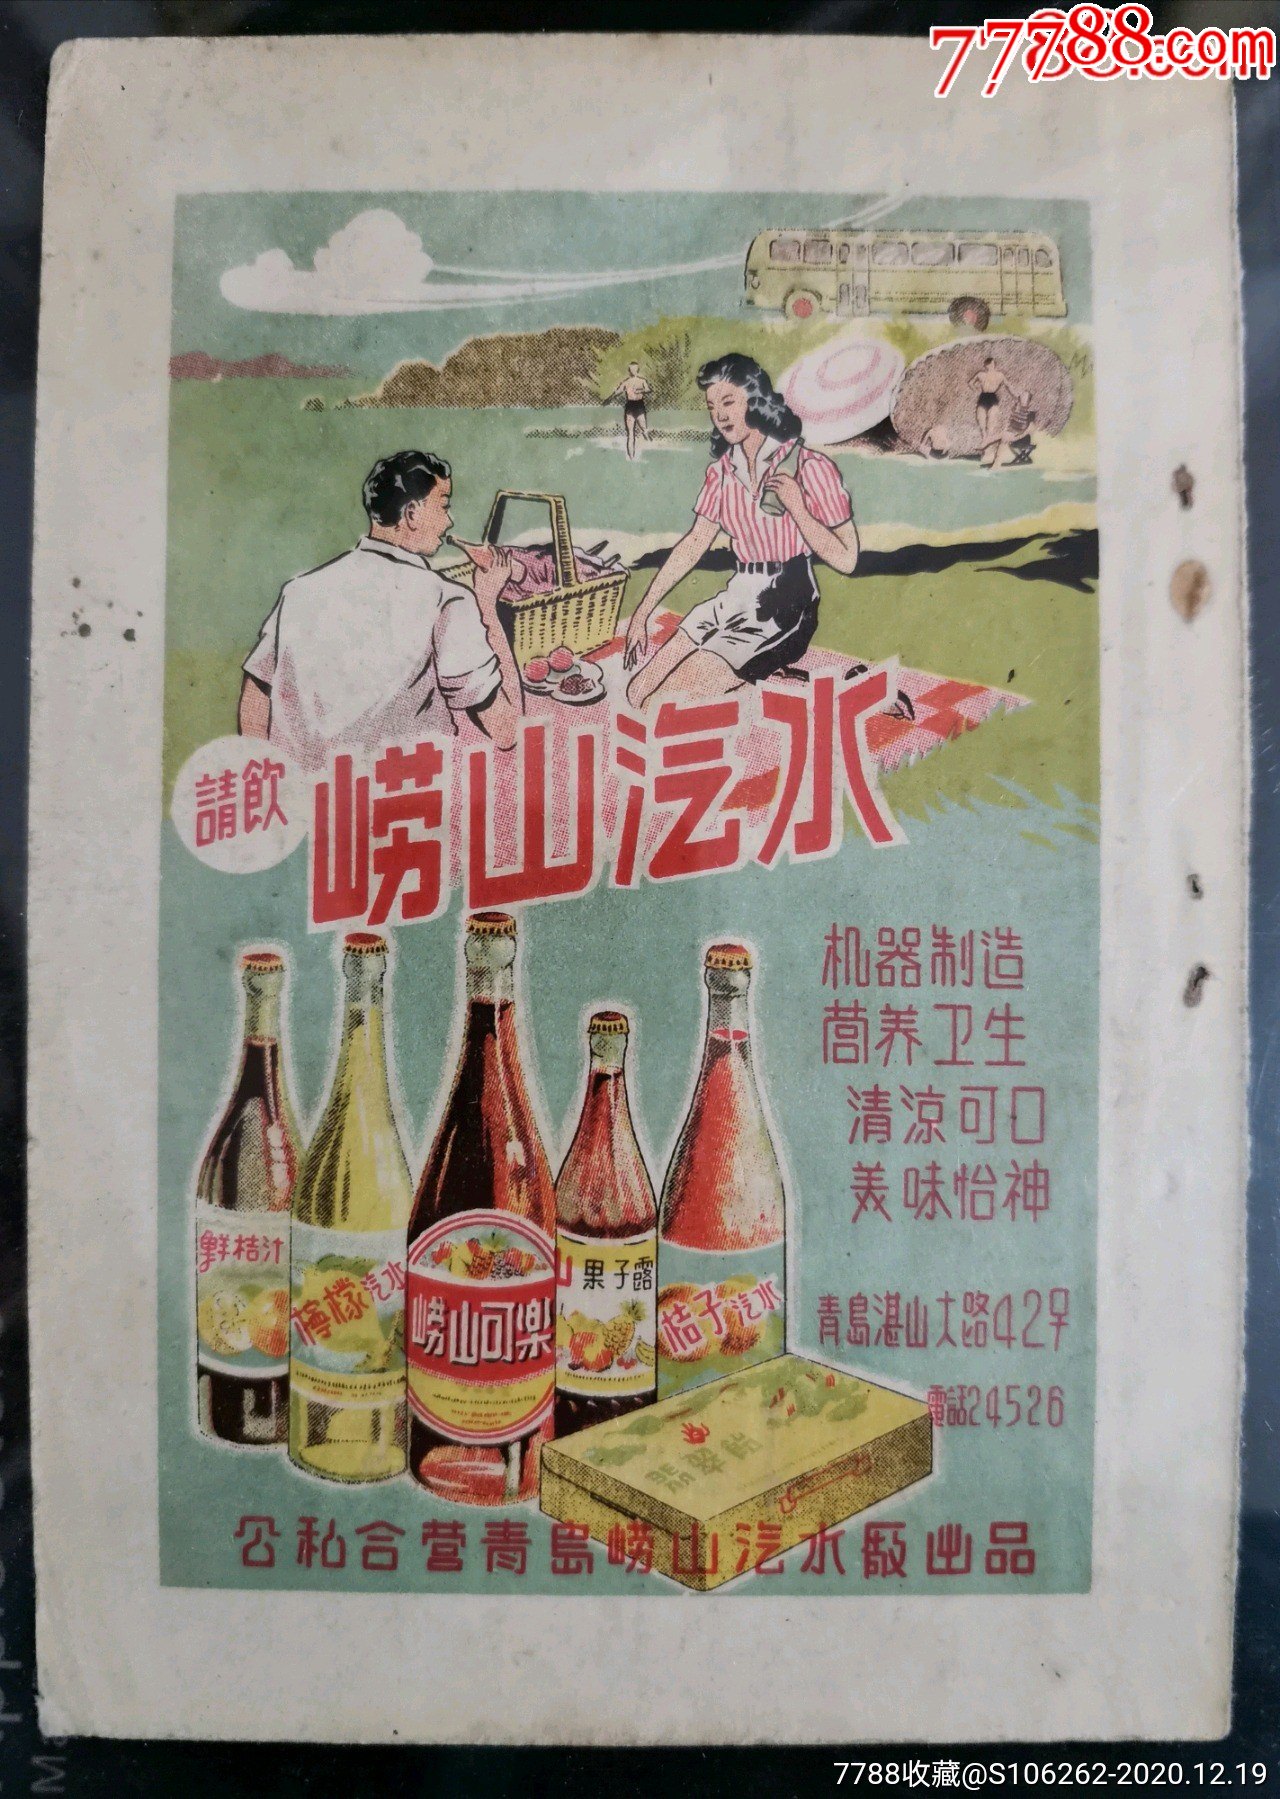 77788.com
請飲
崂山汽水
机器制造
营养卫生
清凉可口
美味怡神
鮮桔汁
檸檬汽水
崂山可樂
山果子露
桔子汽水
青島湛山大路42号
電話24526
公私合营青島崂山汽水廠出品
7788收藏@S106262-2020.12.19